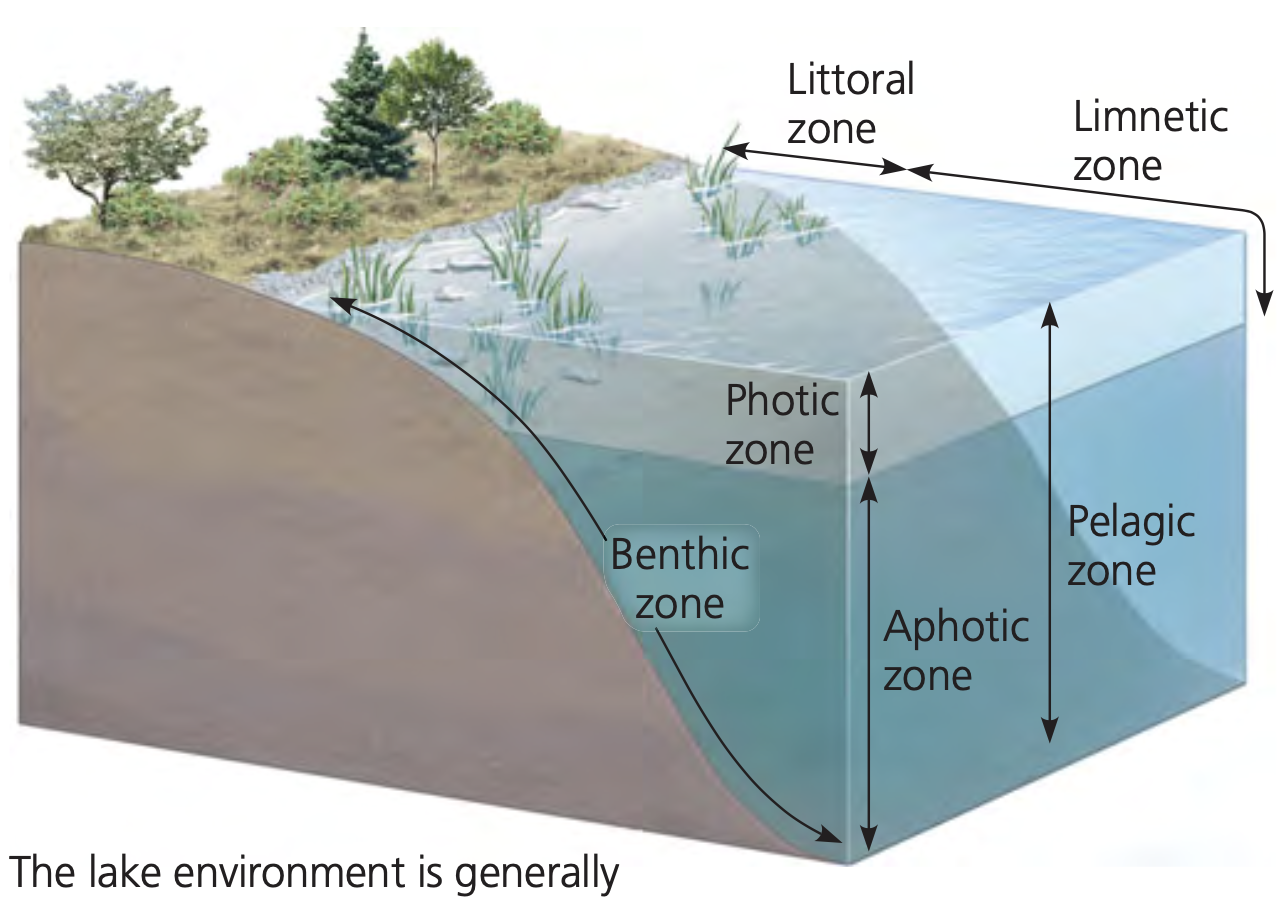 Littoral
zone
Limnetic
zone
Photic
zone
Benthic
zone
Pelagic
zone
Aphotic
zone
The lake environment is generally